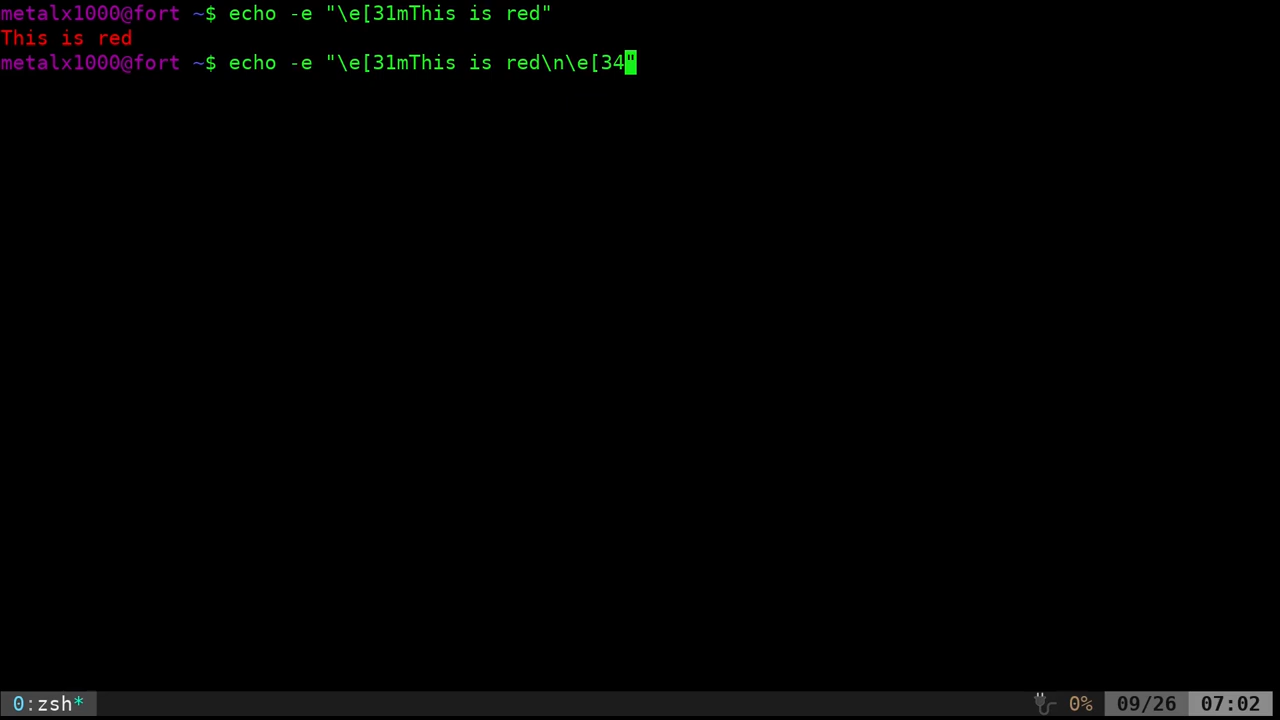 metalx1000@fort ~$ echo -e "\e[31mThis is red"
This is red
metalx1000@fort ~$ echo -e "\e[31mThis is red\n\e[34"
0:zsh* 0% 09/26 07:02